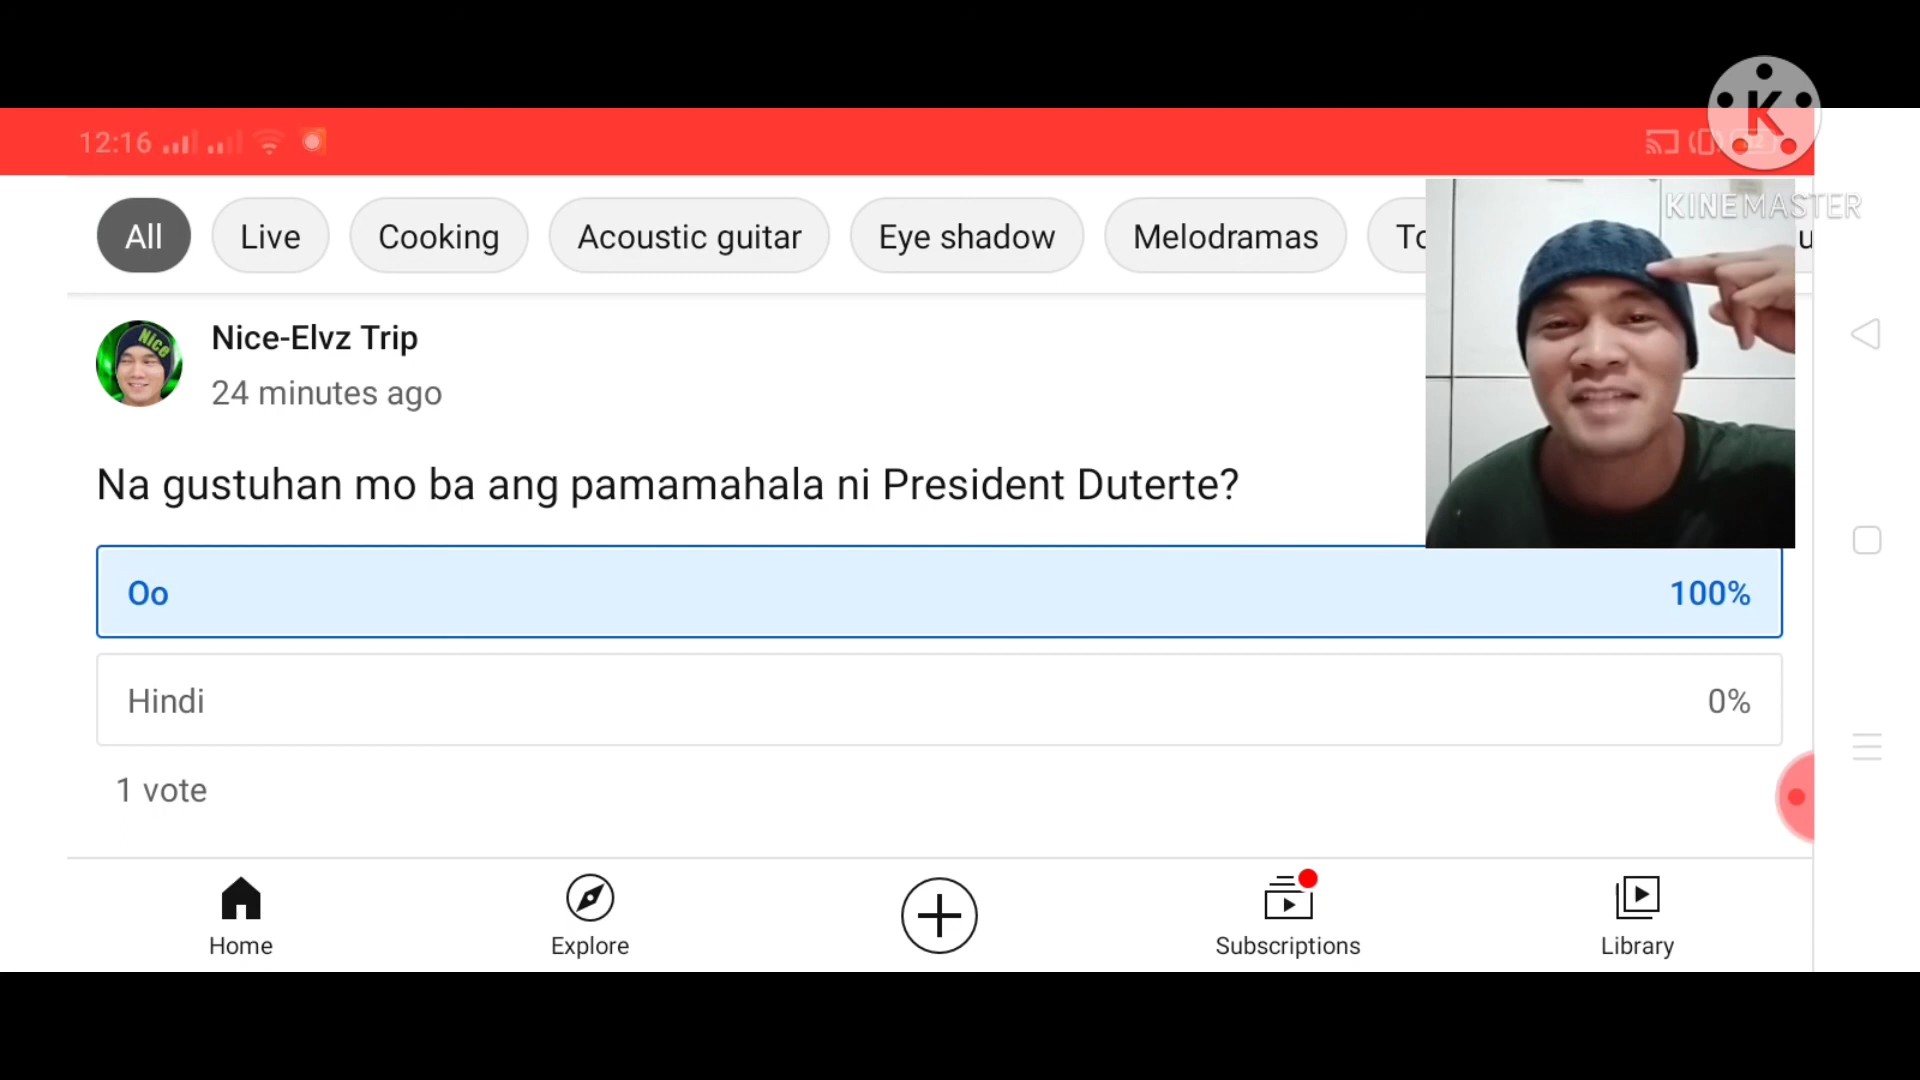 K
KINEMASTER
12:16
All
Live
Cooking
Acoustic guitar
Eye shadow
Melodramas
Nice
Nice-Elvz Trip
24 minutes ago
Na gustuhan mo ba ang pamamahala ni President Duterte?
Oo 100%
Hindi 0%
1 vote
Home
Explore
Subscriptions
Library